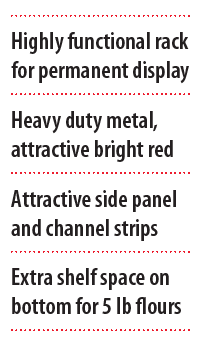 Highly functional rack
for permanent display
Heavy duty metal,
attractive bright red
Attractive side panel
and channel strips
Extra shelf space on
bottom for 5 lb flours